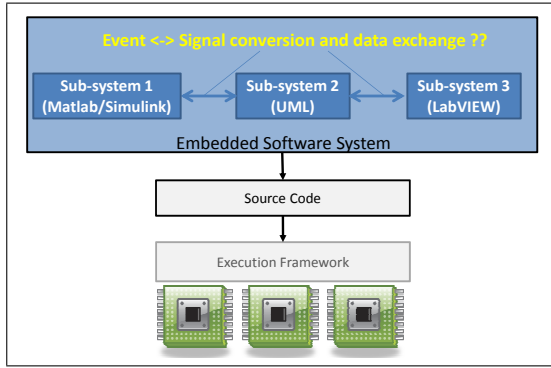 Event <-> Signal conversion and data exchange ??
Sub-system 1
(Matlab/Simulink)
Sub-system 2
(UML)
Sub-system 3
(LabVIEW)
Embedded Software System
Source Code
Execution Framework